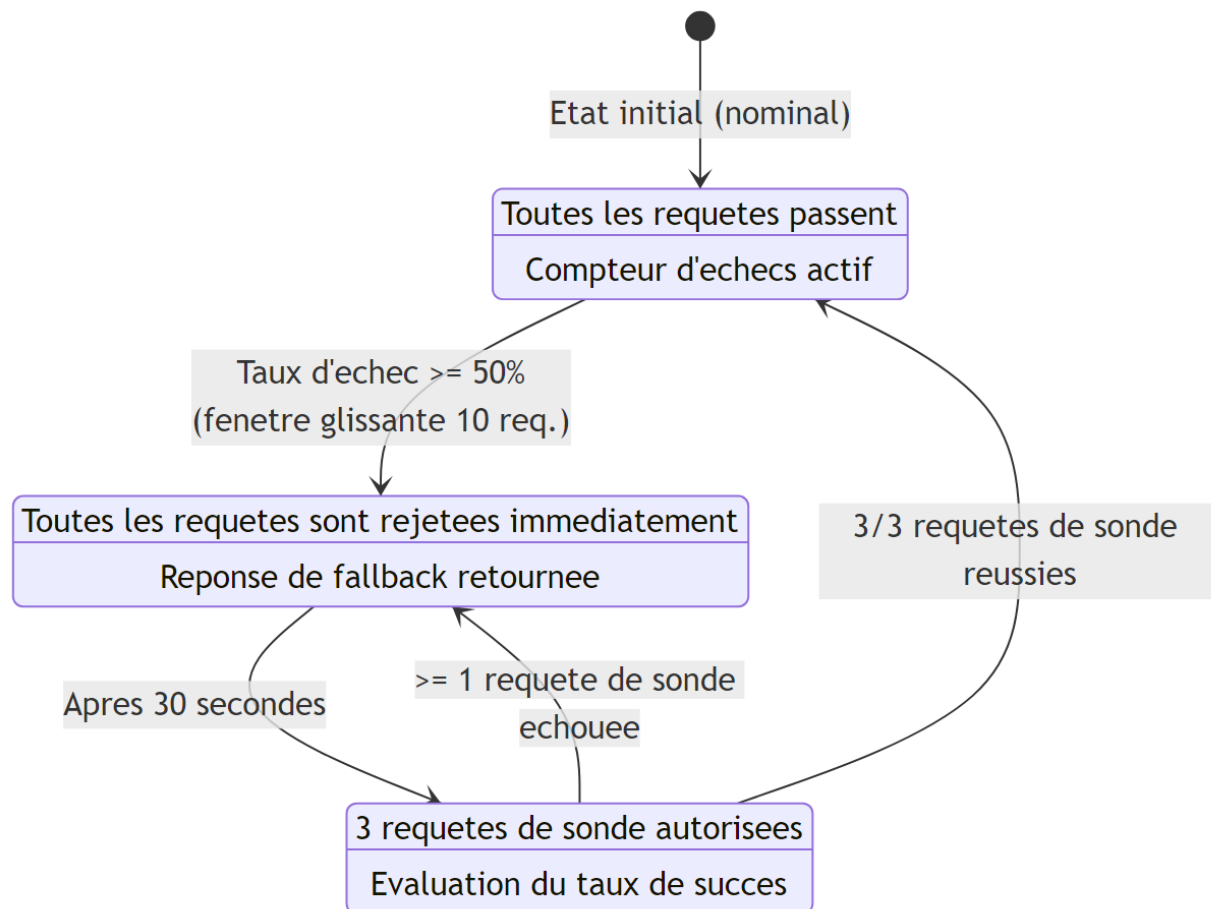 Etat initial (nominal)
Toutes les requetes passent
Compteur d'echecs actif
Taux d'echec >= 50%
(fenetre glissante 10 req.)
Toutes les requetes sont rejetees immediatement
Reponse de fallback retournee
3/3 requetes de sonde
reussies
Apres 30 secondes
>= 1 requete de sonde
echouee
3 requetes de sonde autorisees
Evaluation du taux de succes